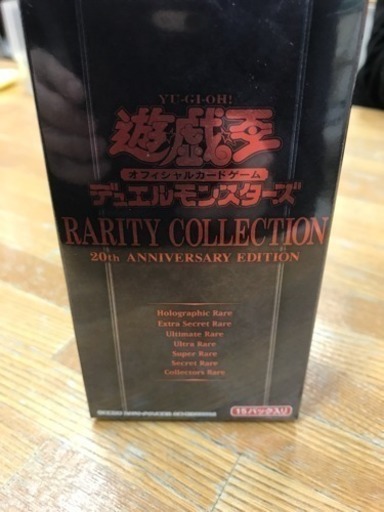 YU-GI-OH!
遊戯王
オフィシャルカードゲーム
デュエルモンスターズ
RARITY COLLECTION
20th ANNIVERSARY EDITION
Holographic Rare
Extra Secret Rare
Ultimate Rare
Ultra Rare
Super Rare
Secret Rare
Collectors Rare
15パック入り